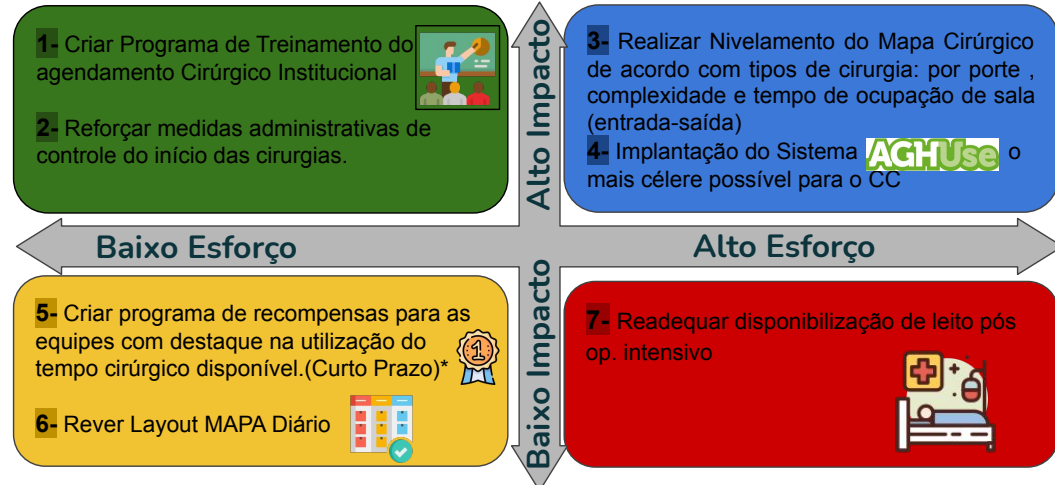 1- Criar Programa de Treinamento do
agendamento Cirúrgico Institucional
2- Reforçar medidas administrativas de
controle do início das cirurgias.
Alto Impacto
3- Realizar Nivelamento do Mapa Cirúrgico
de acordo com tipos de cirurgia: por porte ,
complexidade e tempo de ocupação de sala
(entrada-saída)
4- Implantação do Sistema AGHUse o
mais célere possível para o CC
Baixo Esforço
Alto Esforço
5- Criar programa de recompensas para as
equipes com destaque na utilização do
tempo cirúrgico disponível.(Curto Prazo)*
1
6- Rever Layout MAPA Diário
Baixo Impacto
7- Readequar disponibilização de leito pós
op. intensivo